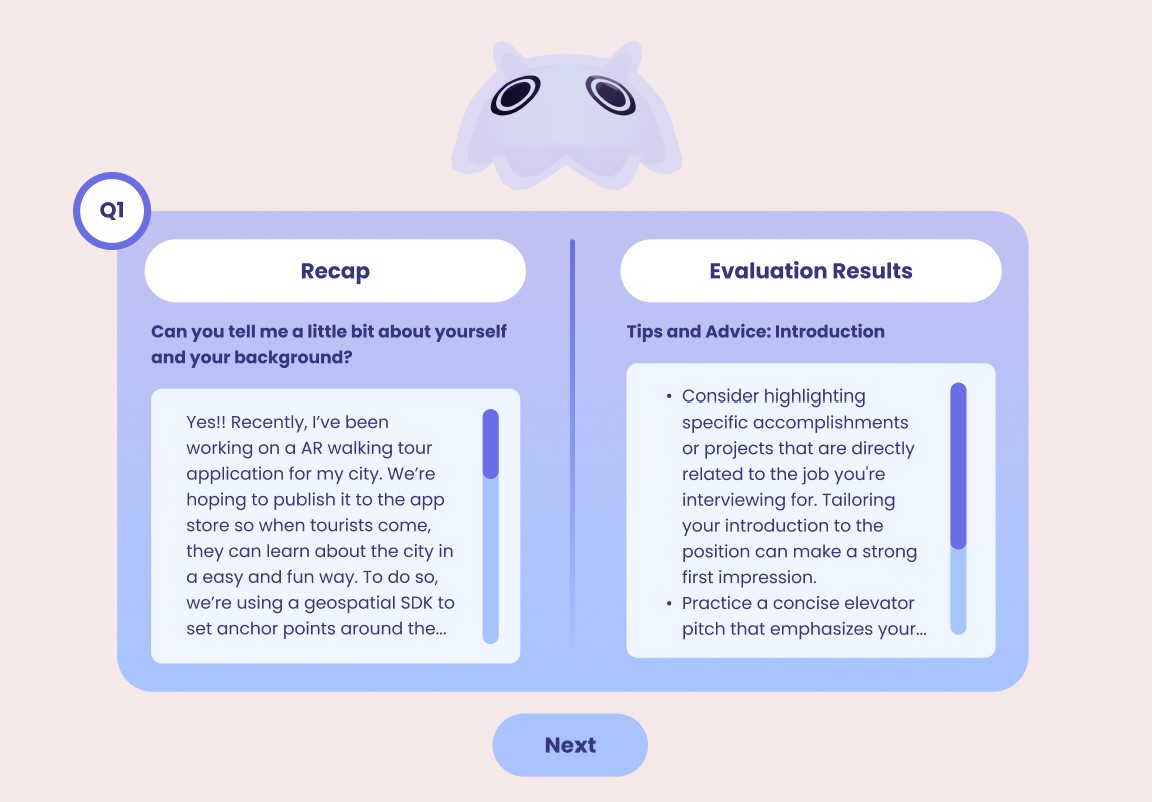 Q1
Recap
Can you tell me a little bit about yourself
and your background?
Yes!! Recently, I’ve been
working on a AR walking tour
application for my city. We’re
hoping to publish it to the app
store so when tourists come,
they can learn about the city in
a easy and fun way. To do so,
we’re using a geospatial SDK to
set anchor points around the...
Evaluation Results
Tips and Advice: Introduction
• Consider highlighting
specific accomplishments
or projects that are directly
related to the job you're
interviewing for. Tailoring
your introduction to the
position can make a strong
first impression.
• Practice a concise elevator
pitch that emphasizes your...
Next